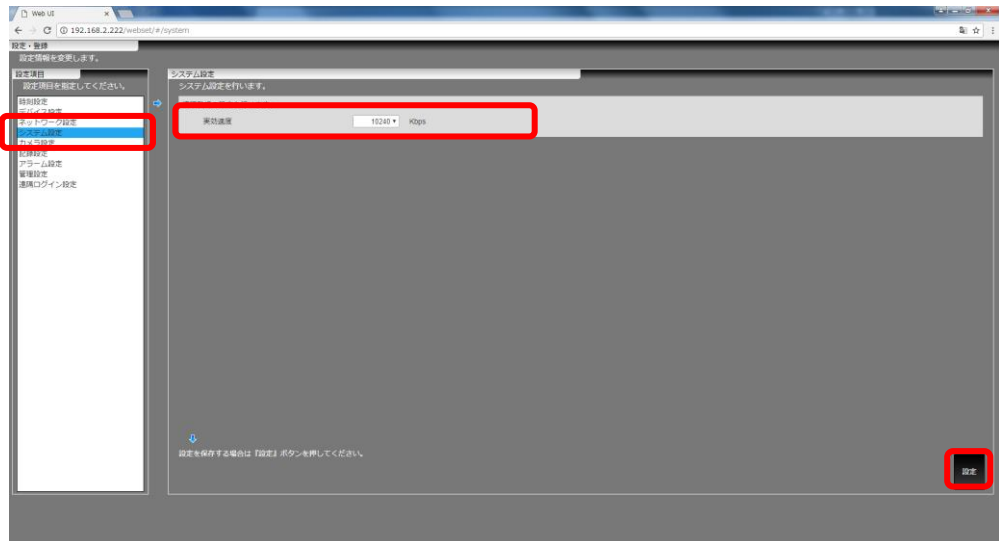 Web UI
192.168.2.222/webset/#/system
設定・登録
設定情報を変更します。
設定項目
設定項目を指定してください。
時刻設定
デバイス設定
ネットワーク設定
システム設定
カメラ設定
記録設定
アラーム設定
管理設定
遠隔ログイン設定
システム設定
システム設定を行います。
実効速度 10240 Kbps
設定を保存する場合は『設定』ボタンを押してください。
設定